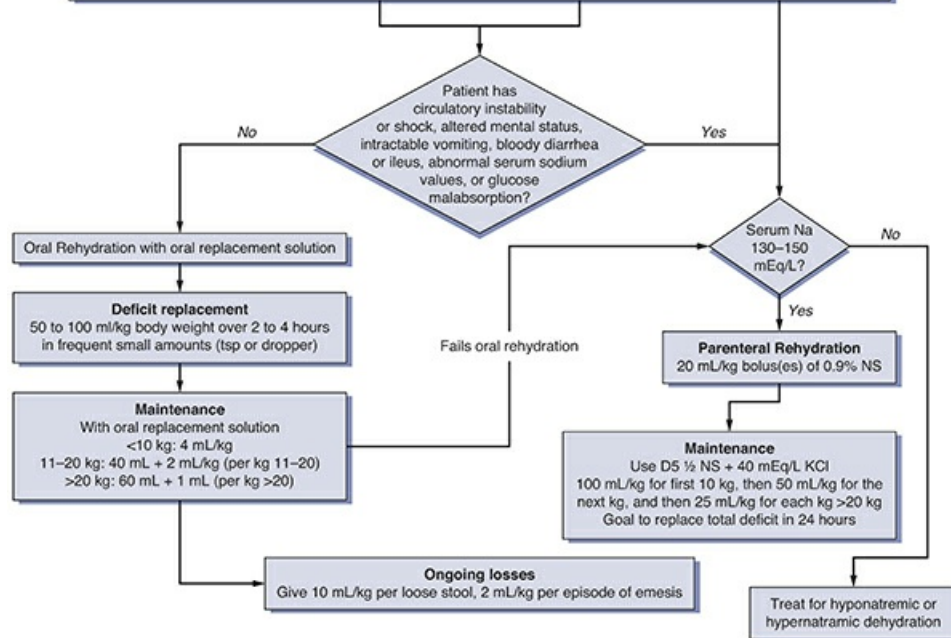 Patient has
circulatory instability
or shock, altered mental status,
intractable vomiting, bloody diarrhea
or ileus, abnormal serum sodium
values, or glucose
malabsorption?
No
Yes
Oral Rehydration with oral replacement solution
Serum Na
130–150
mEq/L?
No
Yes
Deficit replacement
50 to 100 ml/kg body weight over 2 to 4 hours
in frequent small amounts (tsp or dropper)
Fails oral rehydration
Parenteral Rehydration
20 mL/kg bolus(es) of 0.9% NS
Maintenance
With oral replacement solution
<10 kg: 4 mL/kg
11–20 kg: 40 mL + 2 mL/kg (per kg 11–20)
>20 kg: 60 mL + 1 mL (per kg >20)
Maintenance
Use D5 ½ NS + 40 mEq/L KCl
100 mL/kg for first 10 kg, then 50 mL/kg for the
next kg, and then 25 mL/kg for each kg >20 kg
Goal to replace total deficit in 24 hours
Ongoing losses
Give 10 mL/kg per loose stool, 2 mL/kg per episode of emesis
Treat for hyponatremic or
hypernatramic dehydration